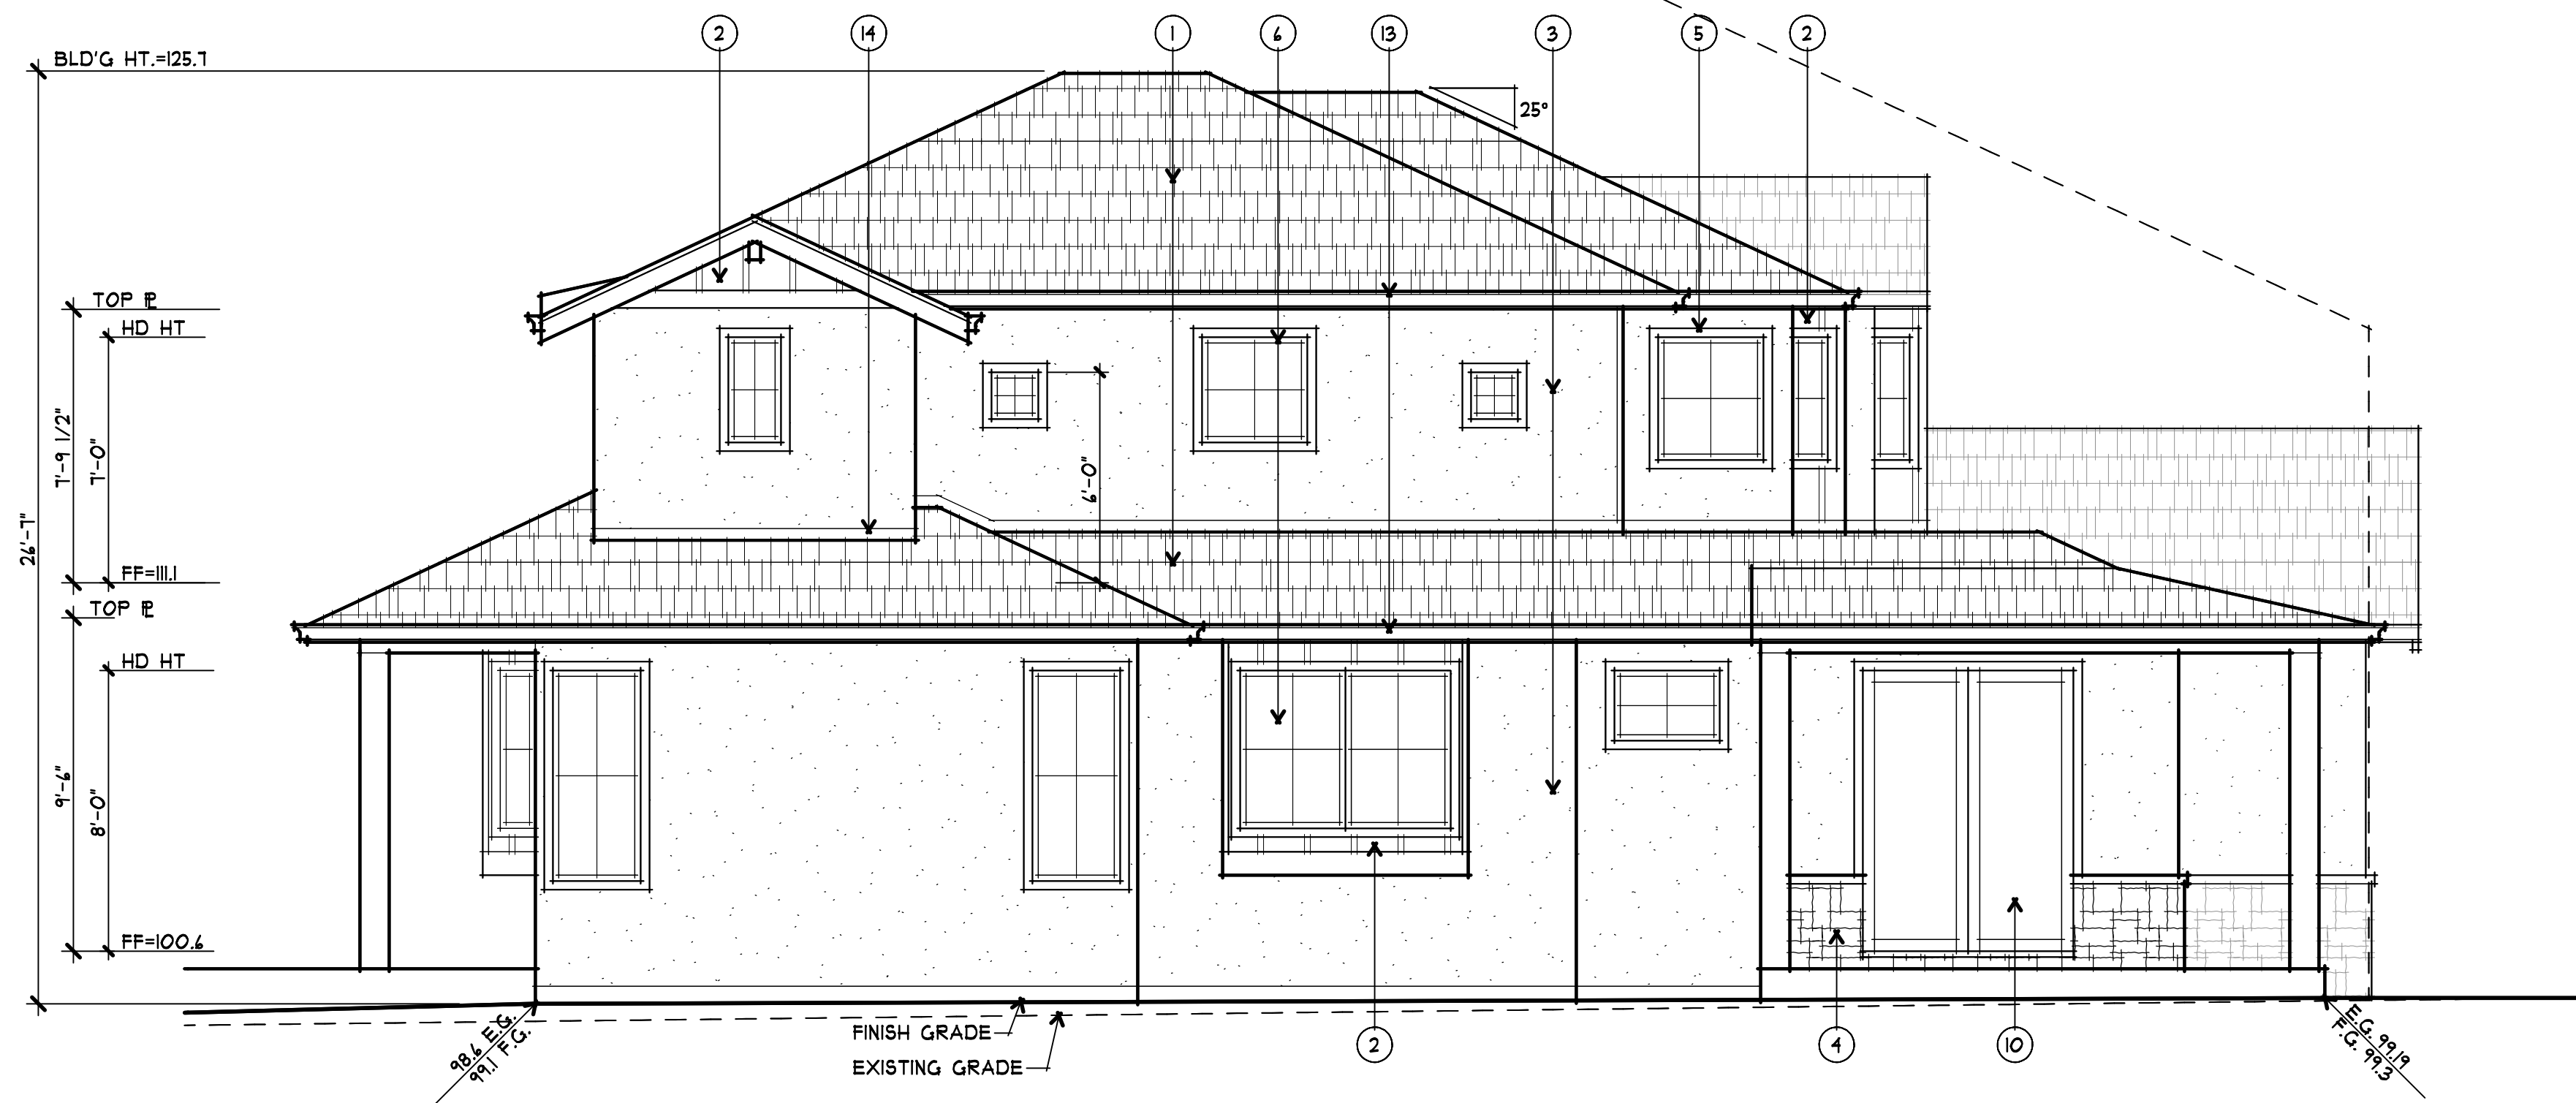 2 14 1 6 13 3 5 2
BLD'G HT.=125.7
25°
TOP PL
HD HT
7'-9 1/2"
7'-0"
6'-0"
26'-7"
FF=111.1
TOP PL
HD HT
9'-6"
8'-0"
FF=100.6
98.6 E.G.
99.1 F.G.
FINISH GRADE
EXISTING GRADE
2 4 10
E.G. 99.19
F.G. 99.3